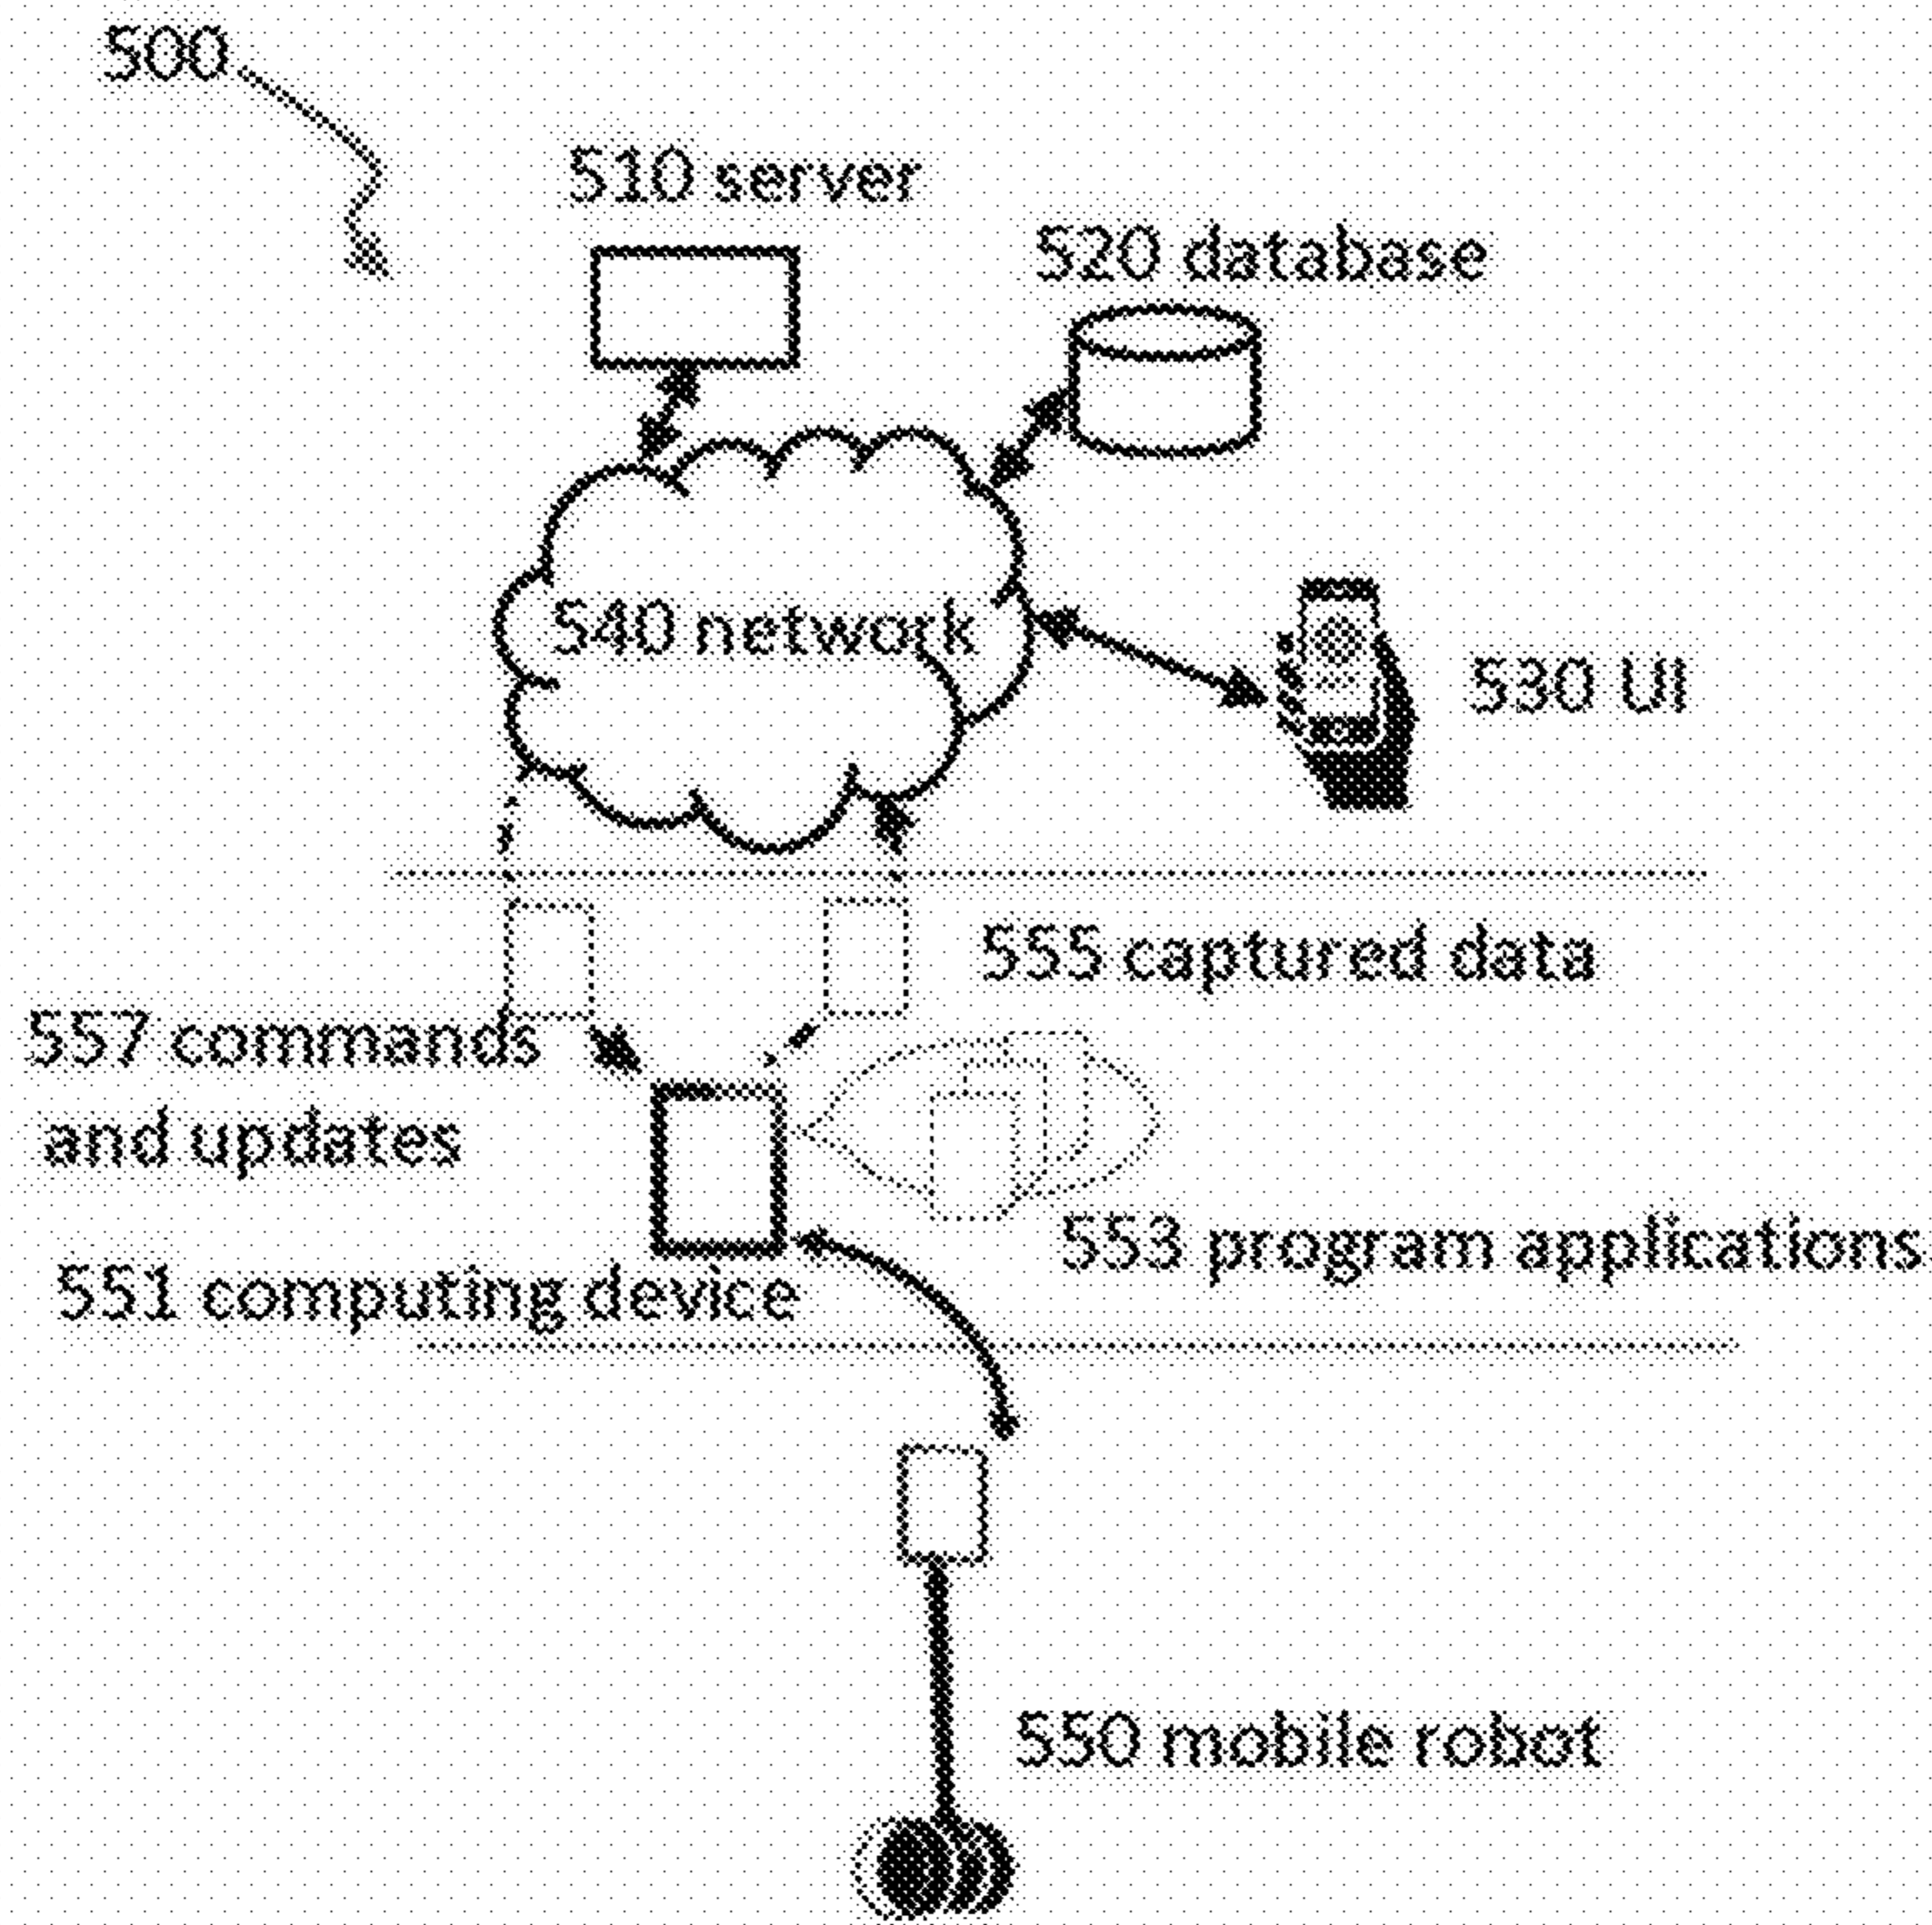 500
510 server
520 database
540 network
530 UI
555 captured data
557 commands
and updates
553 program applications
551 computing device
550 mobile robot